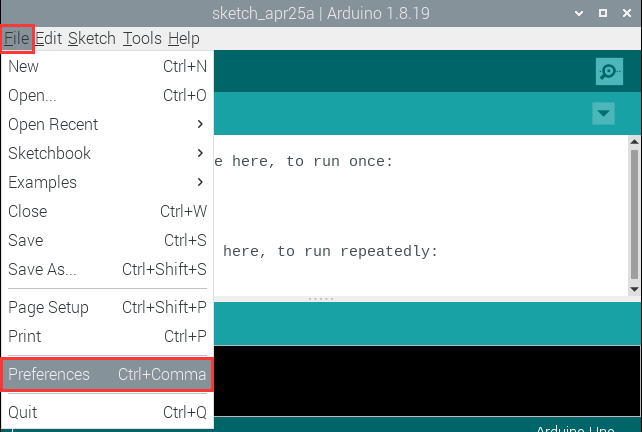 sketch_apr25a | Arduino 1.8.19
File Edit Sketch Tools Help
New Ctrl+N
Open... Ctrl+O
Open Recent
Sketchbook
e here, to run once:
Examples
Close Ctrl+W
Save Ctrl+S
here, to run repeatedly:
Save As... Ctrl+Shift+S
Page Setup Ctrl+Shift+P
Print Ctrl+P
Preferences Ctrl+Comma
Quit Ctrl+Q
Arduino Uno